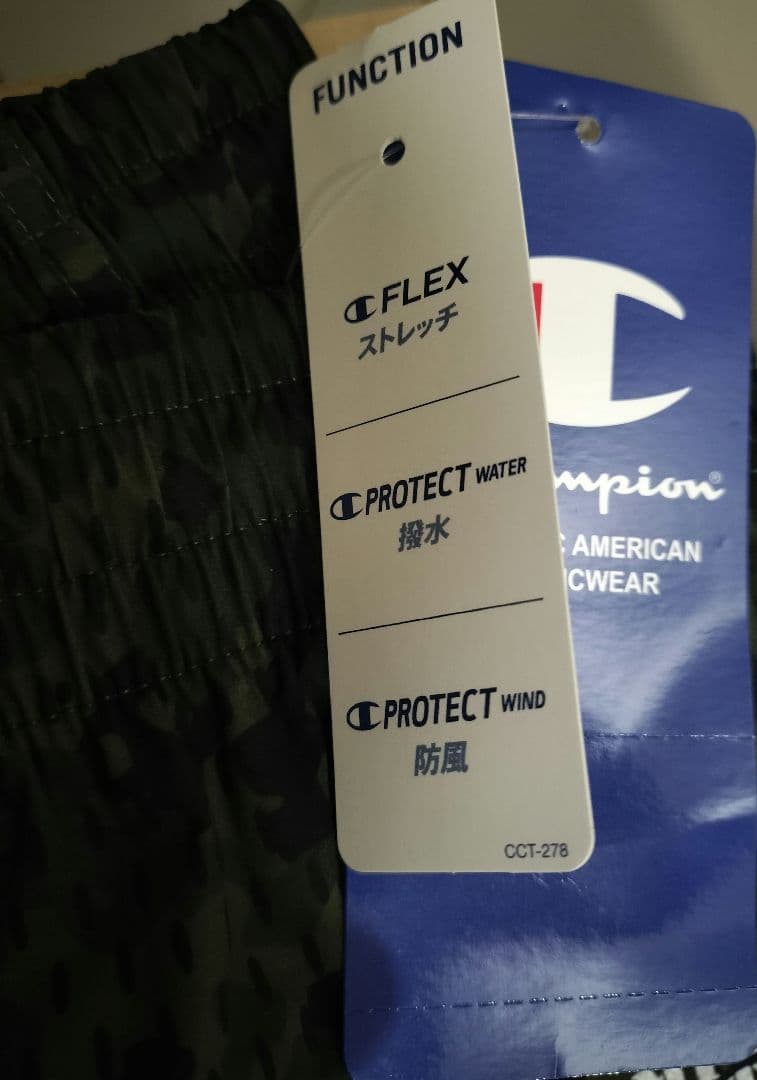 FUNCTION
FLEX
ストレッチ
PROTECT WATER
撥水
PROTECT WIND
防風
CCT-278
mpion®
AMERICAN
ICWEAR